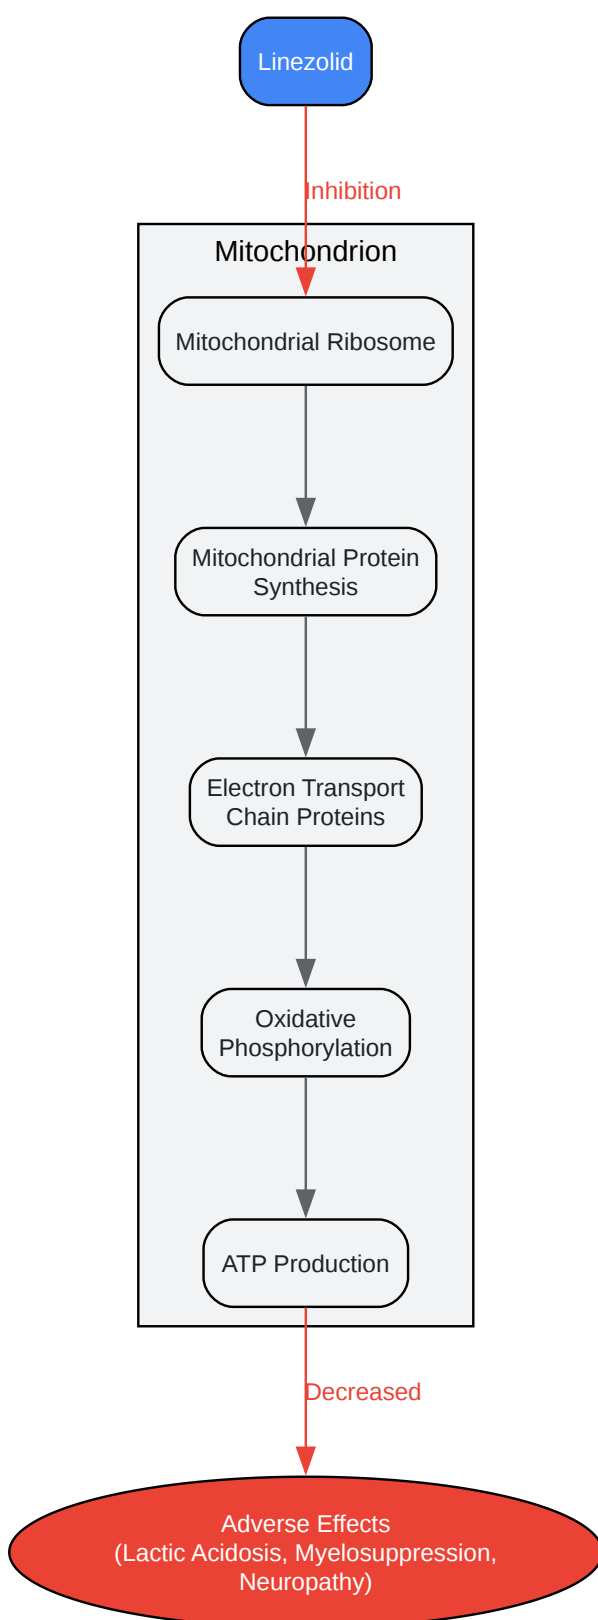 Linezolid
Inhibition
Mitochondrion
Mitochondrial Ribosome
Mitochondrial Protein
Synthesis
Electron Transport
Chain Proteins
Oxidative
Phosphorylation
ATP Production
Decreased
Adverse Effects
(Lactic Acidosis, Myelosuppression,
Neuropathy)